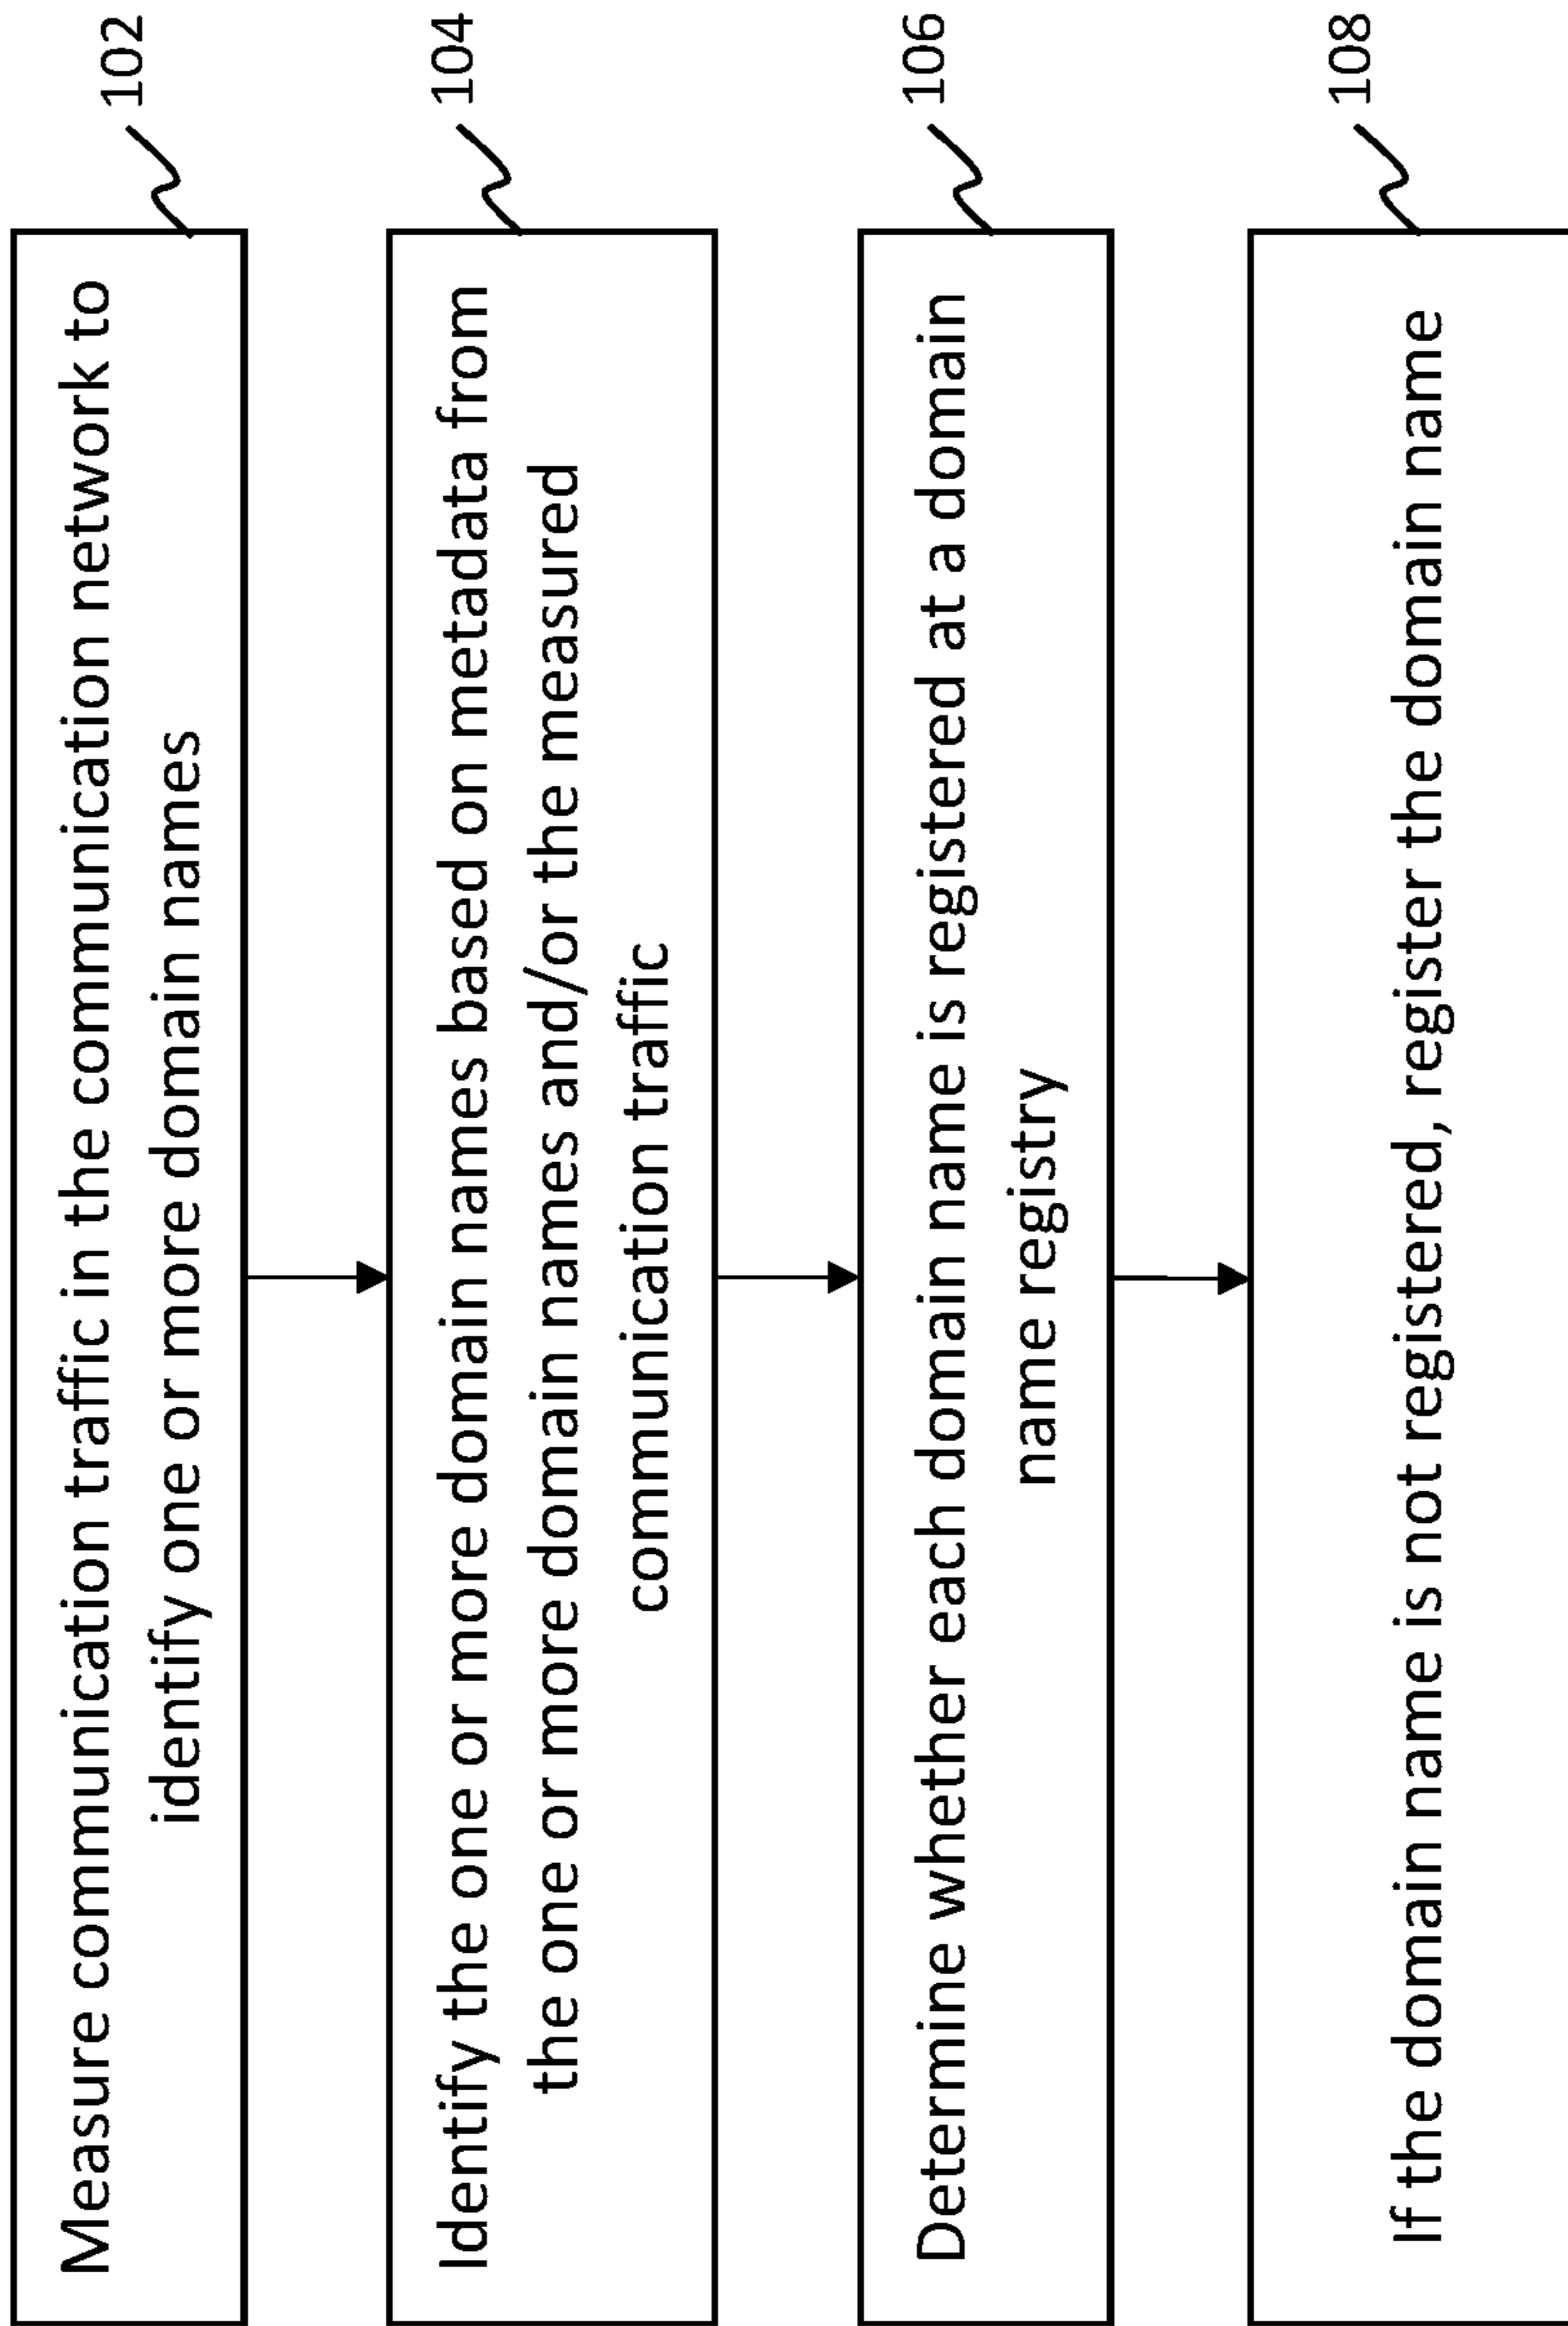 Measure communication traffic in the communication network to
identify one or more domain names
102
Identify the one or more domain names based on metadata from
the one or more domain names and/or the measured
communication traffic
104
Determine whether each domain name is registered at a domain
name registry
106
If the domain name is not registered, register the domain name
108